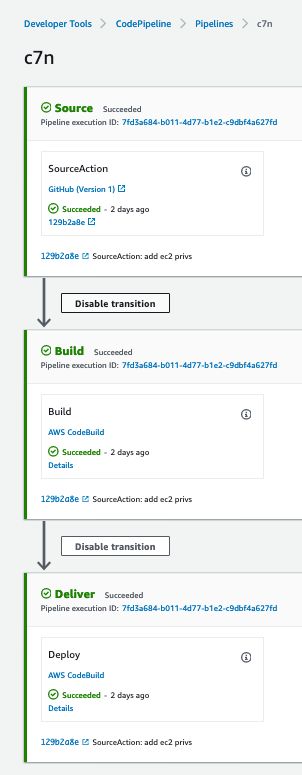 Developer Tools > CodePipeline > Pipelines > c7n
c7n
Source Succeeded
Pipeline execution ID: 7fd3a684-b011-4d77-b1e2-c9dbf4a627fd
SourceAction
GitHub (Version 1)
Succeeded - 2 days ago
129b2a8e
129b2a8e SourceAction: add ec2 privs
Disable transition
Build Succeeded
Pipeline execution ID: 7fd3a684-b011-4d77-b1e2-c9dbf4a627fd
Build
AWS CodeBuild
Succeeded - 2 days ago
Details
129b2a8e SourceAction: add ec2 privs
Disable transition
Deliver Succeeded
Pipeline execution ID: 7fd3a684-b011-4d77-b1e2-c9dbf4a627fd
Deploy
AWS CodeBuild
Succeeded - 2 days ago
Details
129b2a8e SourceAction: add ec2 privs